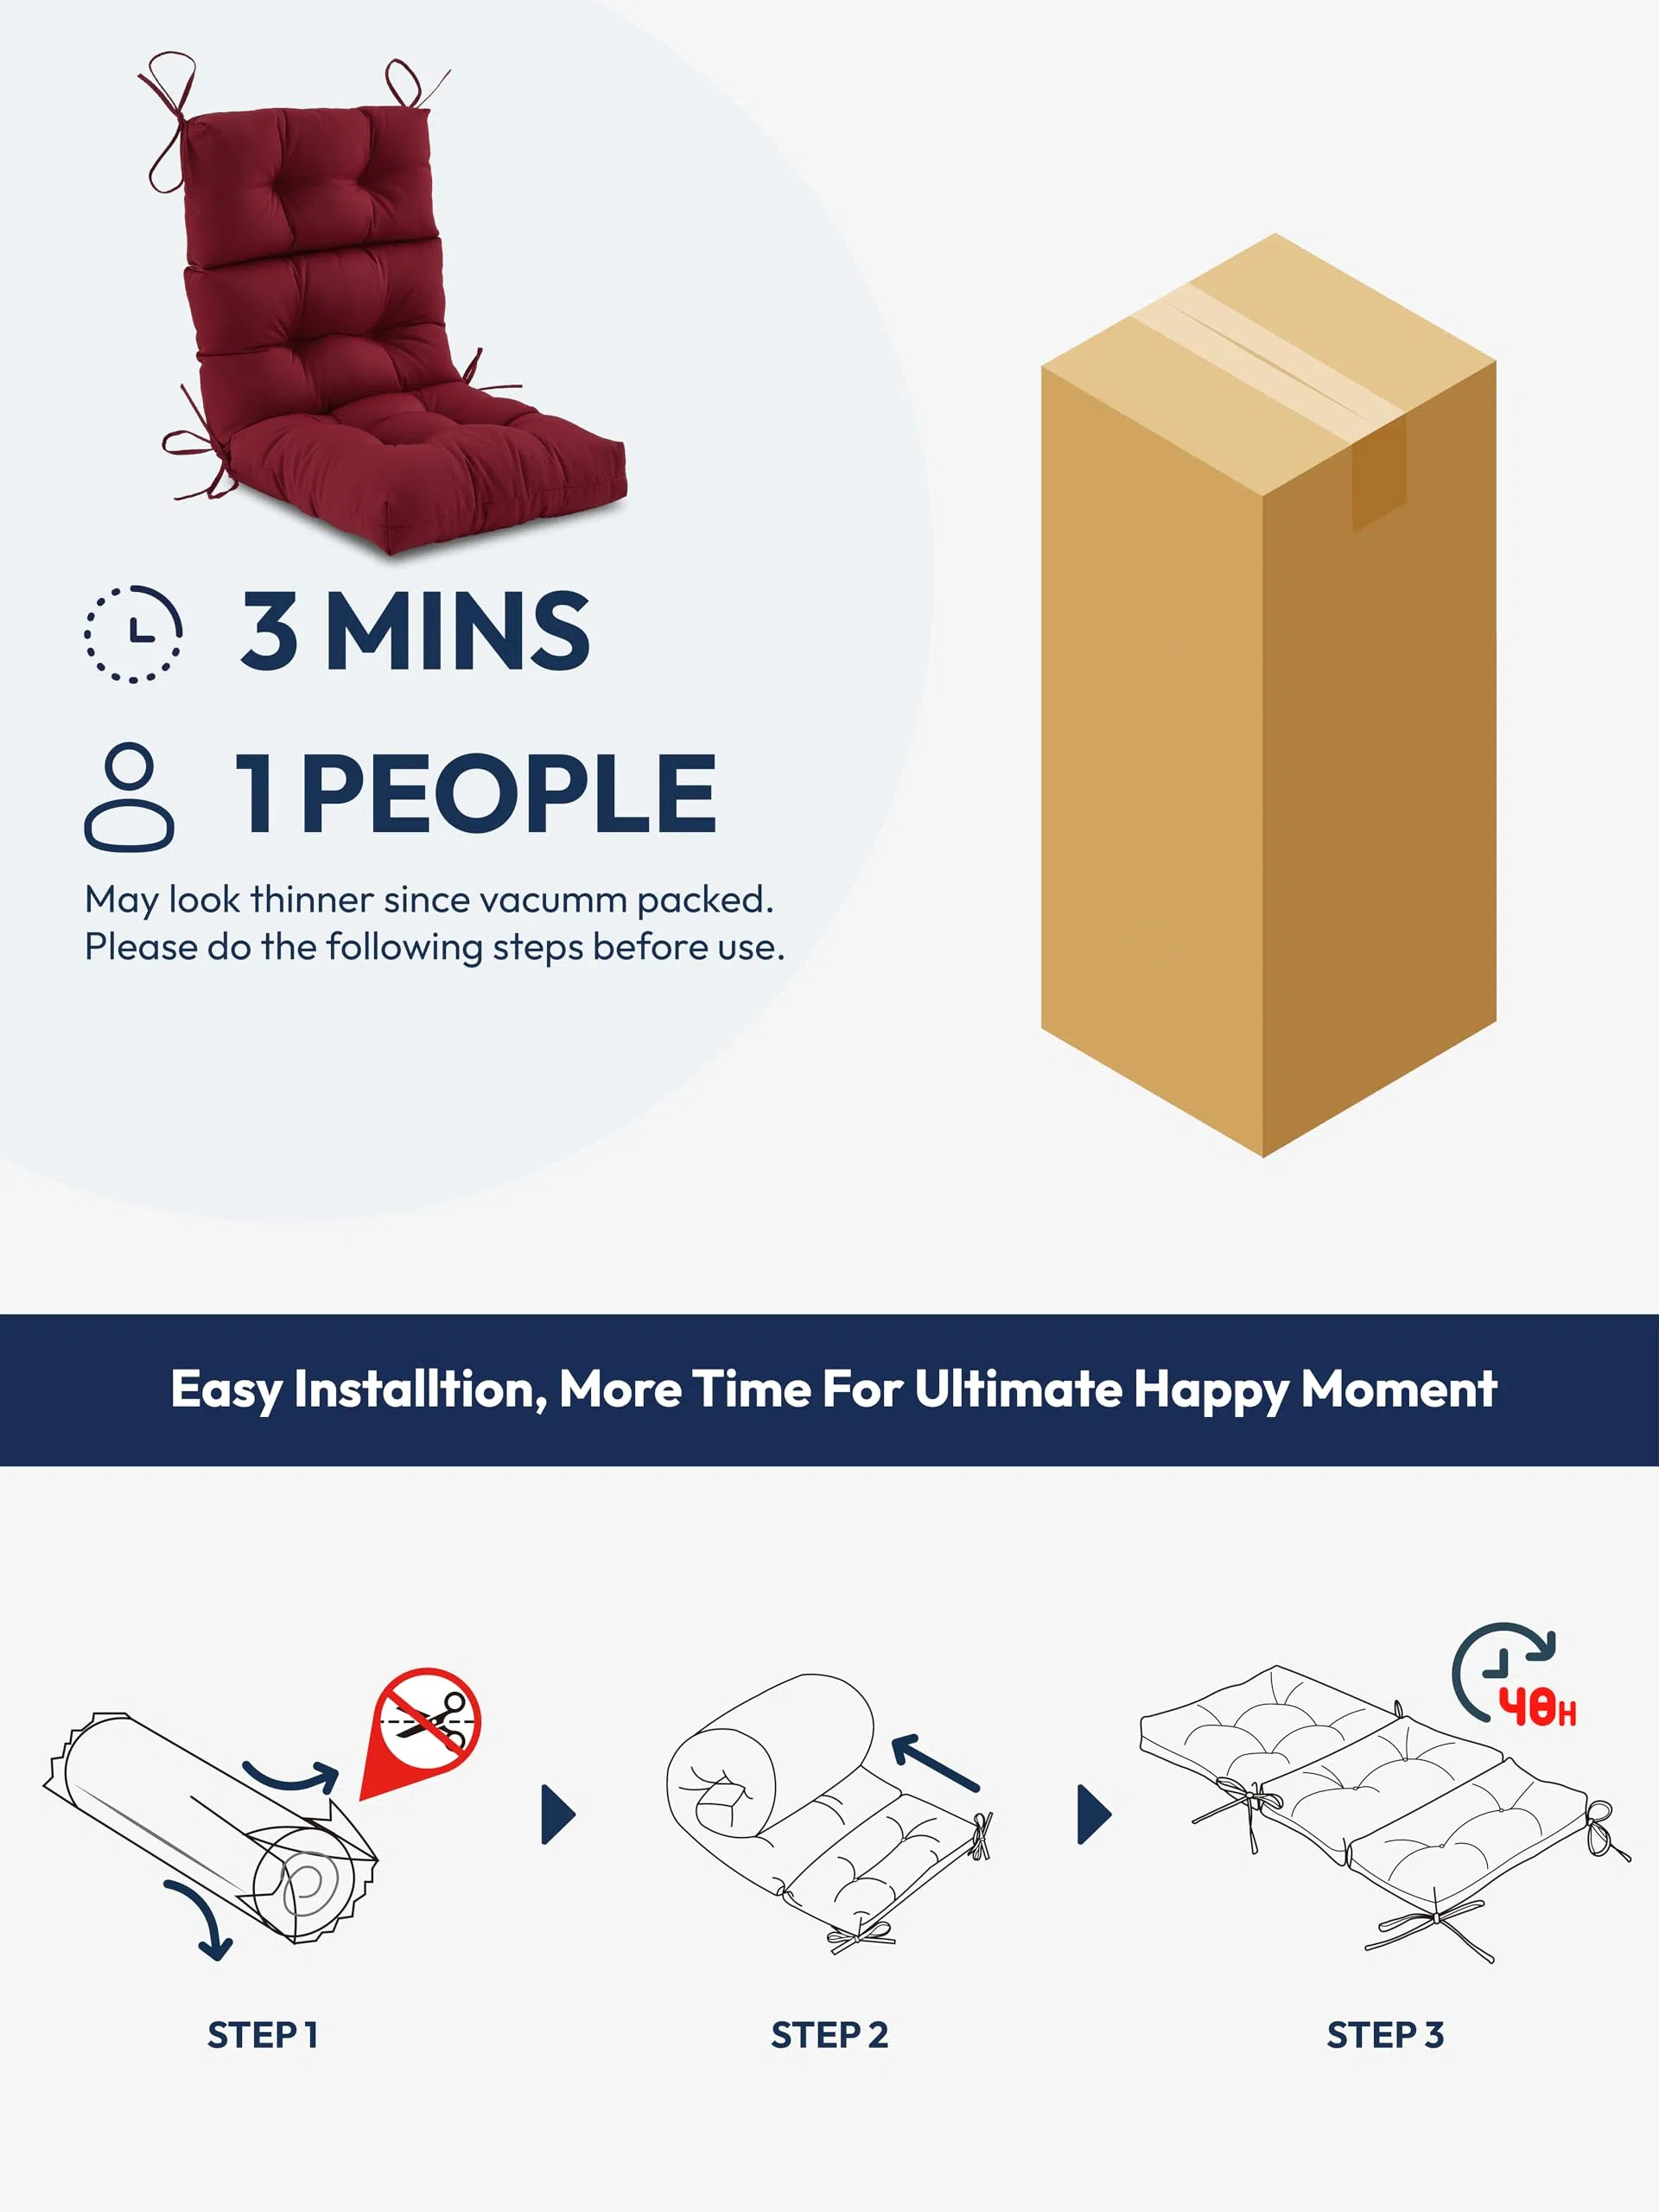 3 MINS
1 PEOPLE
May look thinner since vacumm packed.
Please do the following steps before use.
Easy Installtion, More Time For Ultimate Happy Moment
STEP 1
STEP 2
STEP 3